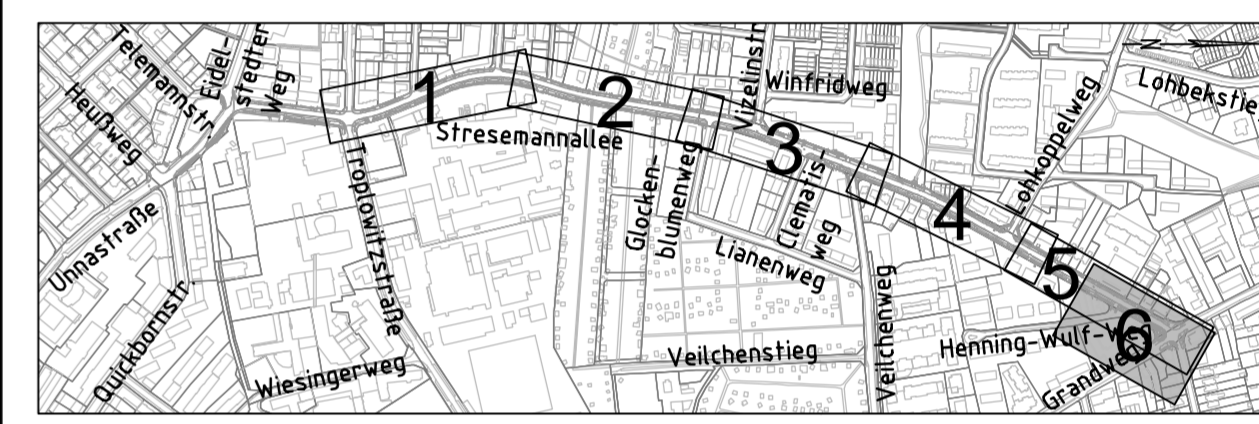 Telemannstr.
Heußweg
Eidel-
stedter
Weg
Unnastraße
Quickbornstr.
Troplowitzstraße
Wiesingerweg
1
Stresemannallee
2
Glocken-
blumenweg
Vizelinstr
Winfridweg
3
Clematis-
weg
Lianenweg
Veilchenstieg
Veilchenweg
4
Lohkoppelweg
N
Lohbekstie
5
6
Henning-Wulf-Weg
Grandweg